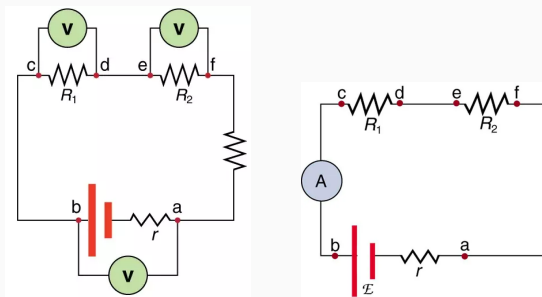 V V
c d e f
R1 R2
b a
r
V
c d e f
R1 R2
A
b a
ℰ r